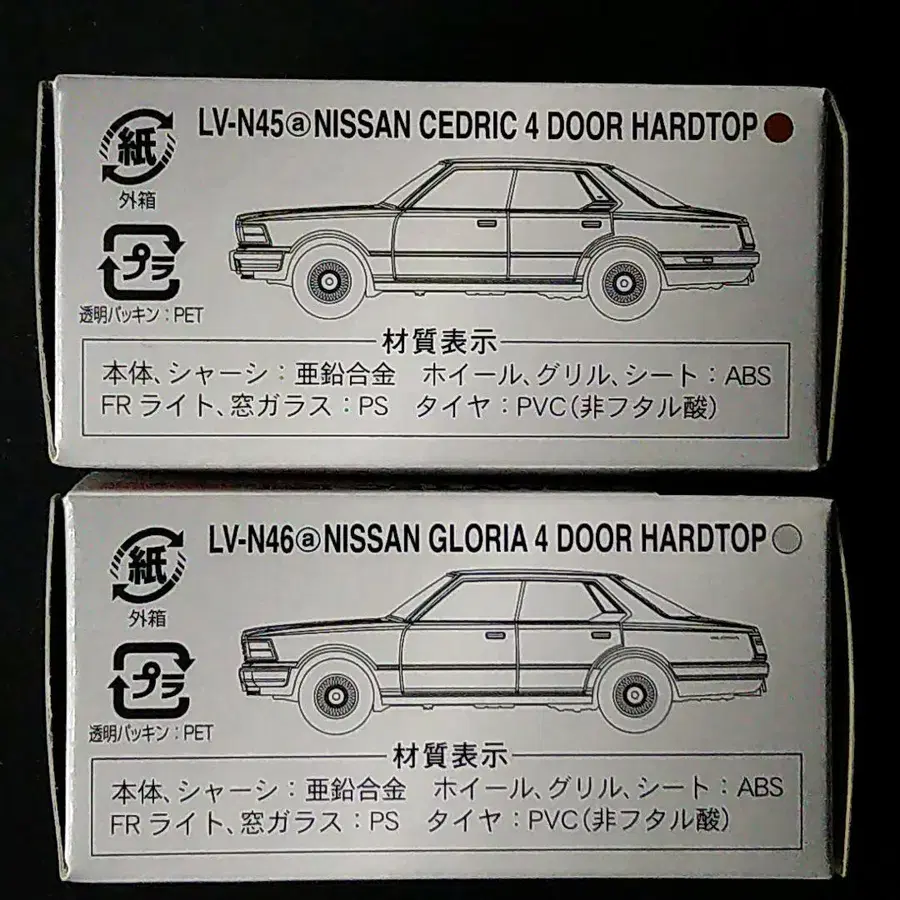 LV-N45ⓐNISSAN CEDRIC 4 DOOR HARDTOP
紙
外箱
プラ
透明パッキン：PET
材質表示
本体、シャーシ：亜鉛合金　ホイール、グリル、シート：ABS
FRライト、窓ガラス：PS　タイヤ：PVC（非フタル酸）
LV-N46ⓐNISSAN GLORIA 4 DOOR HARDTOP
紙
外箱
プラ
透明パッキン：PET
材質表示
本体、シャーシ：亜鉛合金　ホイール、グリル、シート：ABS
FRライト、窓ガラス：PS　タイヤ：PVC（非フタル酸）